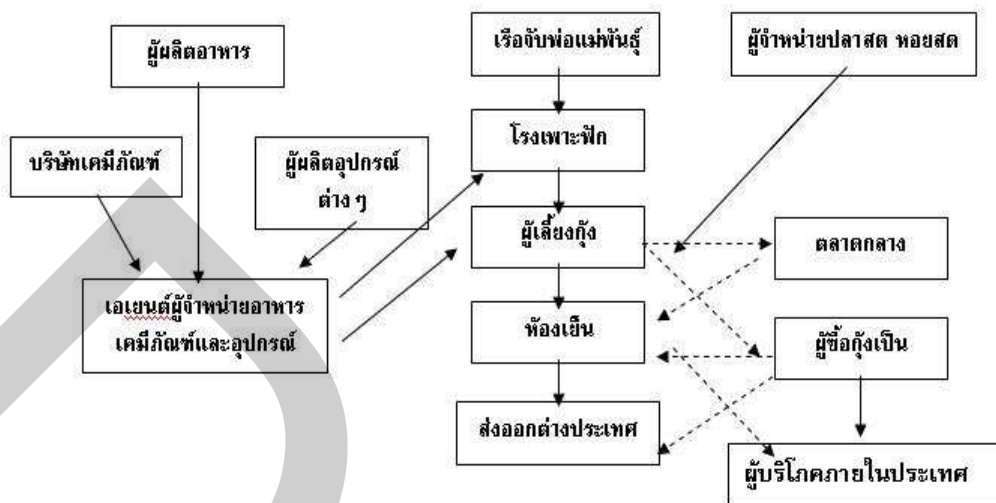 ผู้ผลิตอาหาร
เรือจับพ่อแม่พันธุ์
ผู้จำหน่ายปลาสด หอยสด
โรงเพาะฟัก
บริษัทเคมีภัณฑ์
ผู้ผลิตอุปกรณ์
ต่าง ๆ
ผู้เลี้ยงกุ้ง
ตลาดกลาง
เอเยนต์ผู้จำหน่ายอาหาร
เคมีภัณฑ์และอุปกรณ์
ห้องเย็น
ผู้ซื้อกุ้งเป็น
ส่งออกต่างประเทศ
ผู้บริโภคภายในประเทศ